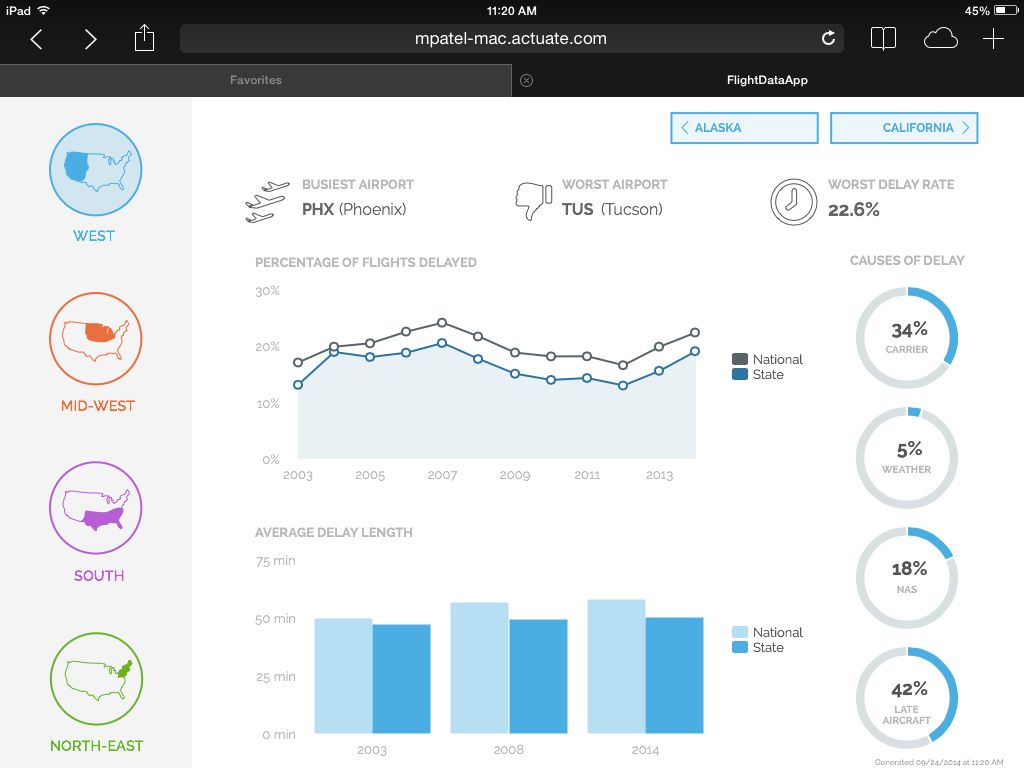 iPad
11:20 AM
45%
mpatel-mac.actuate.com
Favorites
FlightDataApp
ALASKA
CALIFORNIA
WEST
MID-WEST
SOUTH
NORTH-EAST
BUSIEST AIRPORT
PHX (Phoenix)
WORST AIRPORT
TUS (Tucson)
WORST DELAY RATE
22.6%
PERCENTAGE OF FLIGHTS DELAYED
30%
20%
10%
0%
2003 2005 2007 2009 2011 2013
National
State
AVERAGE DELAY LENGTH
75 min
50 min
25 min
0 min
2003 2008 2014
National
State
CAUSES OF DELAY
34%
CARRIER
5%
WEATHER
18%
NAS
42%
LATE
AIRCRAFT
Generated 09/24/2014 at 11:20 AM